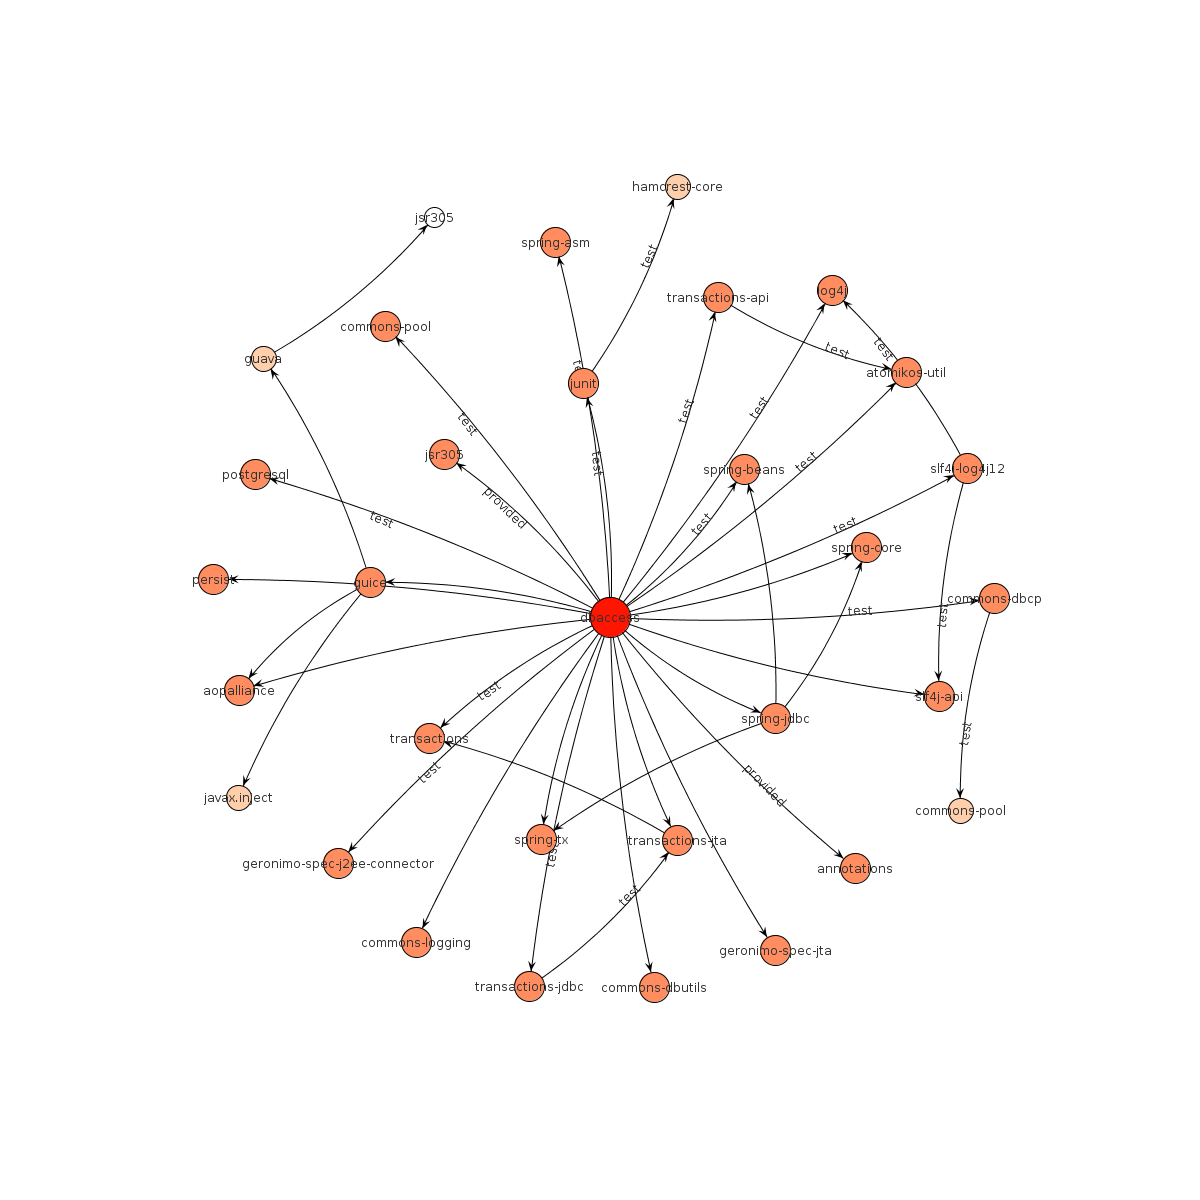 hamcrest-core
jsr305
spring-asm
test
log4j
transactions-api
commons-pool
test
test
guava
atomikos-util
junit
test
test
test
jsr305
test
spring-beans
slf4j-log4j12
postgresql
provided
test
test
test
test
spring-core
persist
guice
commons-dbcp
test
test
dbaccess
aopalliance
test
slf4j-api
spring-jdbc
transactions
test
test
provided
javax.inject
commons-pool
spring-tx
transactions-jta
test
geronimo-spec-j2ee-connector
annotations
test
commons-logging
geronimo-spec-jta
transactions-jdbc
commons-dbutils